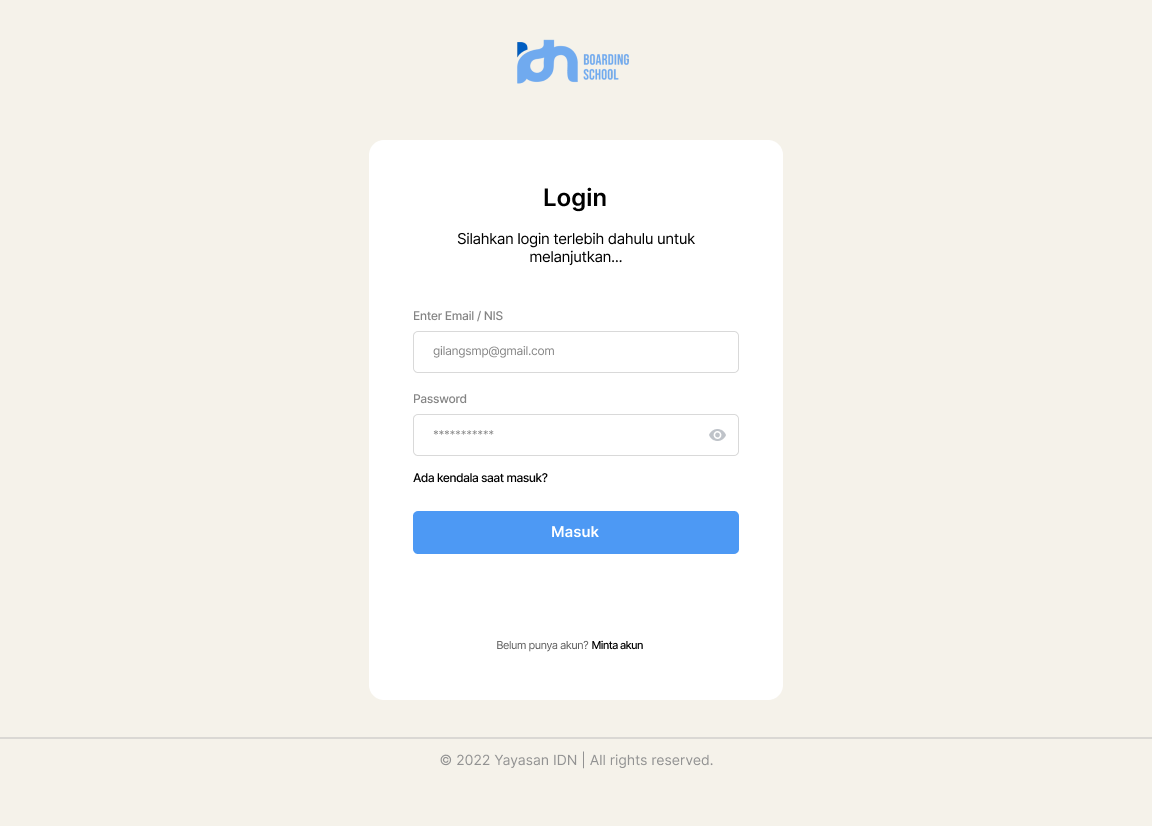 idn BOARDING
SCHOOL
Login
Silahkan login terlebih dahulu untuk
melanjutkan...
Enter Email / NIS
gilangsmp@gmail.com
Password
***********
Ada kendala saat masuk?
Masuk
Belum punya akun? Minta akun
© 2022 Yayasan IDN | All rights reserved.